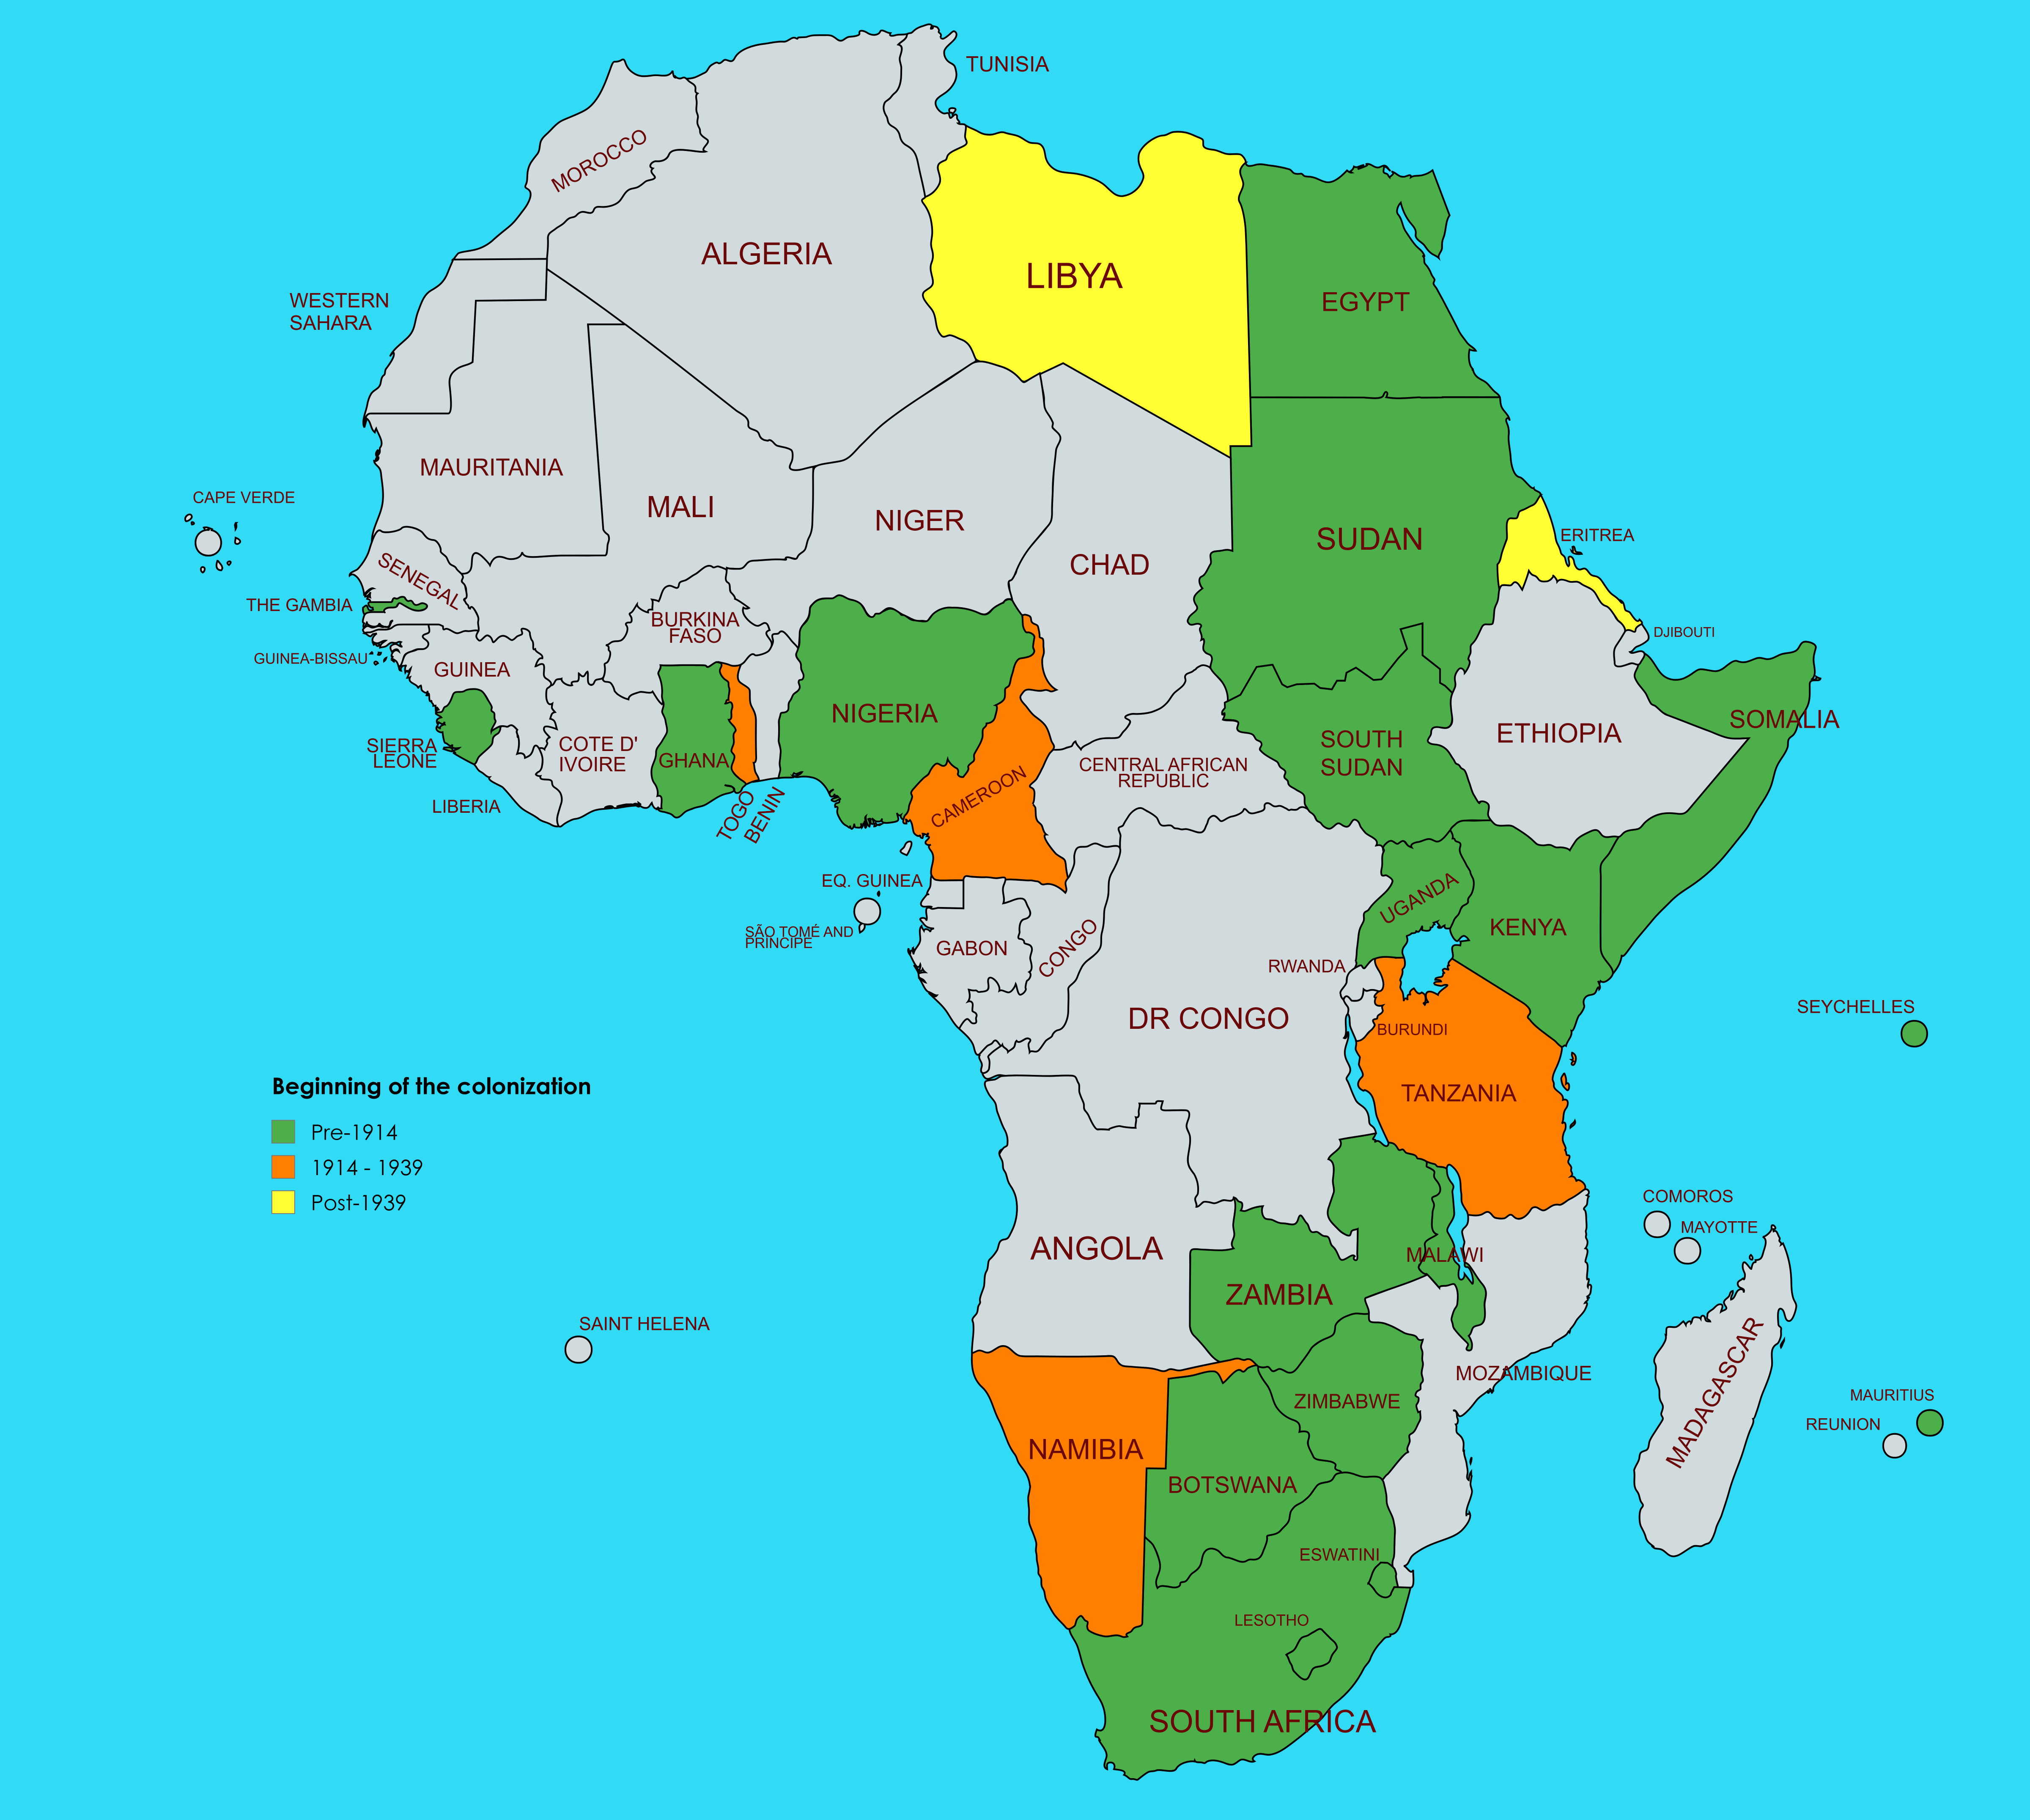 TUNISIA
MOROCCO
ALGERIA
LIBYA
EGYPT
WESTERN
SAHARA
MAURITANIA
MALI
NIGER
CHAD
SUDAN
ERITREA
CAPE VERDE
SENEGAL
THE GAMBIA
BURKINA
FASO
DJIBOUTI
GUINEA-BISSAU
GUINEA
NIGERIA
SOMALIA
ETHIOPIA
SIERRA
LEONE
COTE D'
IVOIRE
GHANA
SOUTH
SUDAN
CENTRAL AFRICAN
REPUBLIC
LIBERIA
TOGO
BENIN
CAMEROON
EQ. GUINEA
SÃO TOMÉ AND
PRINCIPE
GABON
CONGO
UGANDA
KENYA
RWANDA
DR CONGO
BURUNDI
SEYCHELLES
TANZANIA
Beginning of the colonization
Pre-1914
1914 - 1939
Post-1939
COMOROS
MAYOTTE
ANGOLA
MALAWI
ZAMBIA
SAINT HELENA
MOZAMBIQUE
MADAGASCAR
ZIMBABWE
MAURITIUS
REUNION
NAMIBIA
BOTSWANA
ESWATINI
LESOTHO
SOUTH AFRICA